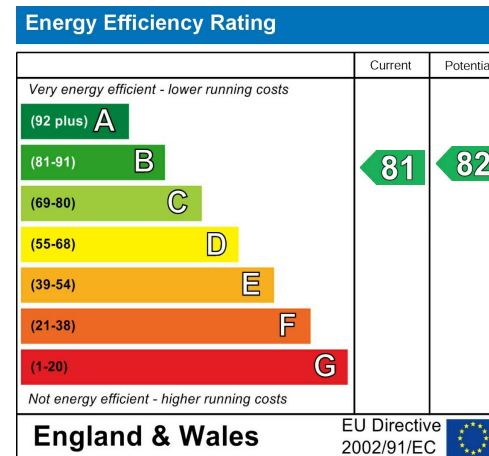 Energy Efficiency Rating
Current Potentia
Very energy efficient - lower running costs
(92 plus) A
(81-91) B 81 82
(69-80) C
(55-68) D
(39-54) E
(21-38) F
(1-20) G
Not energy efficient - higher running costs
England & Wales
EU Directive
2002/91/EC